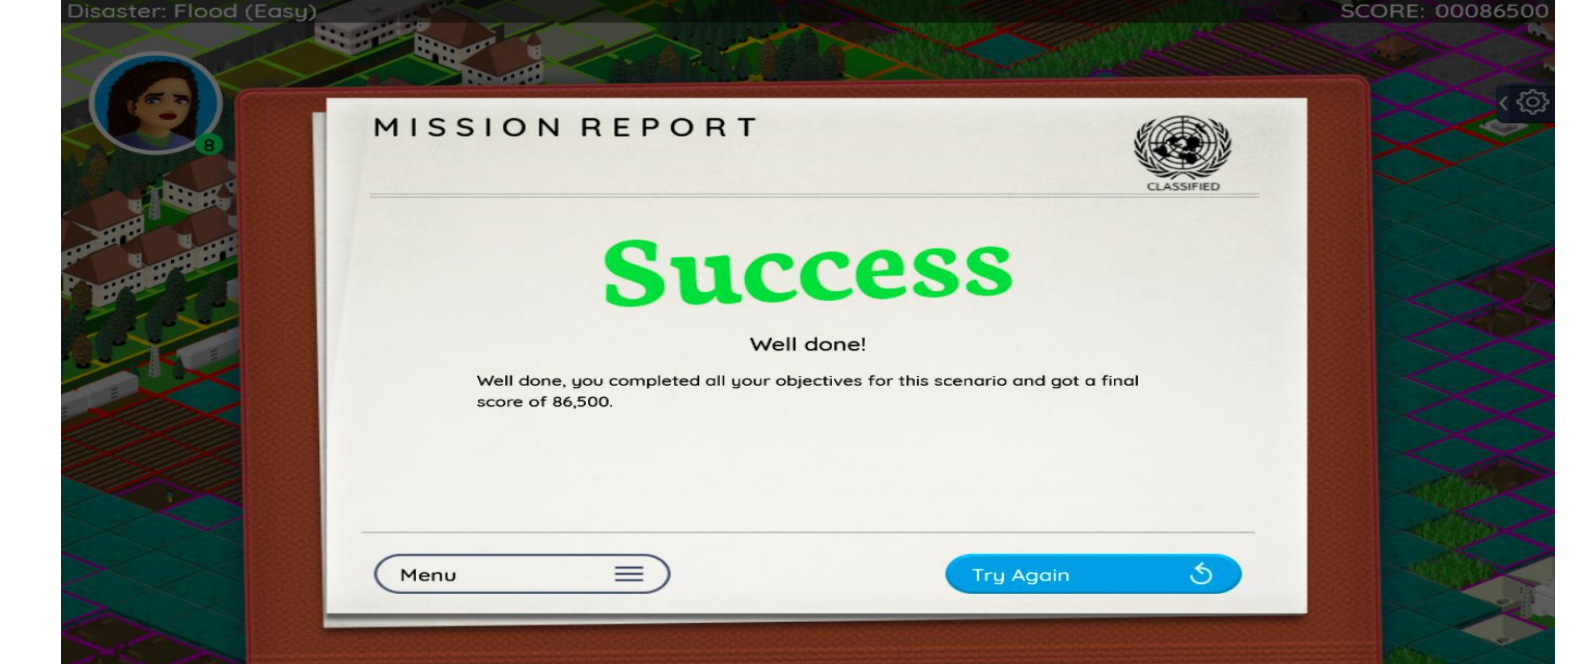 Disaster: Flood (Easy)
SCORE: 00086500
8
MISSION REPORT
CLASSIFIED
Success
Well done!
Well done, you completed all your objectives for this scenario and got a final
score of 86,500.
Menu
Try Again